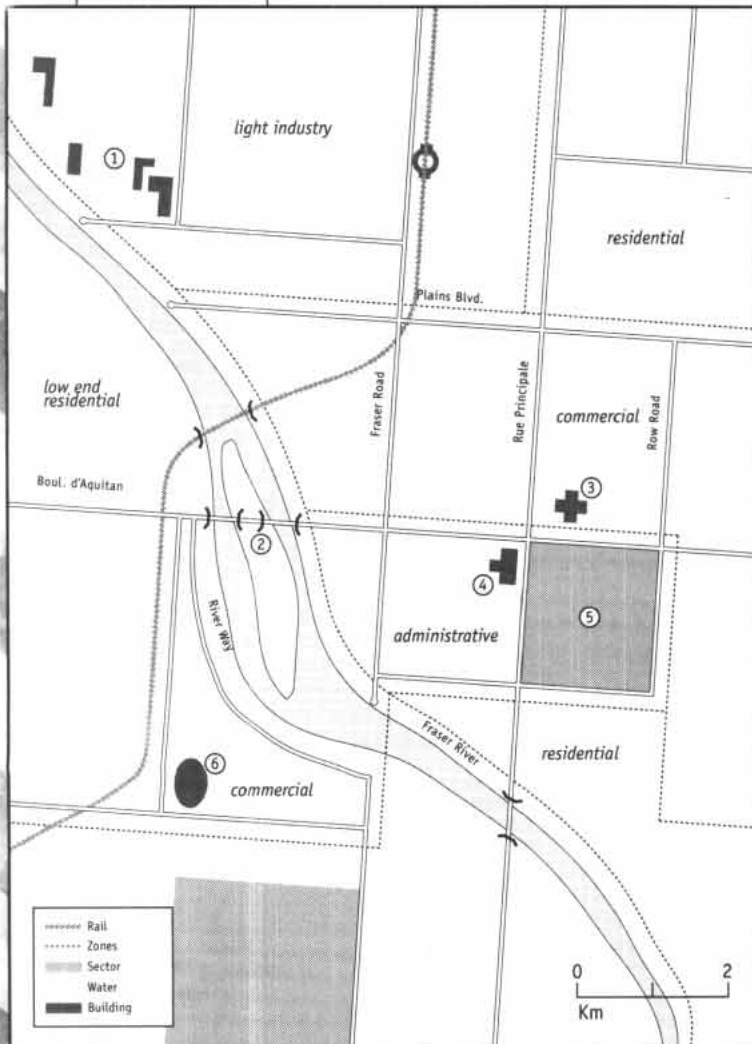 light industry
①
residential
Plains Blvd.
low end
residential
Fraser Road
Rue Principale
commercial
Row Road
Boul. d'Aquitan
③
②
④
⑤
River Way
administrative
Fraser River
residential
⑥
commercial
Rail
Zones
Sector
Water
Building
0 2
Km